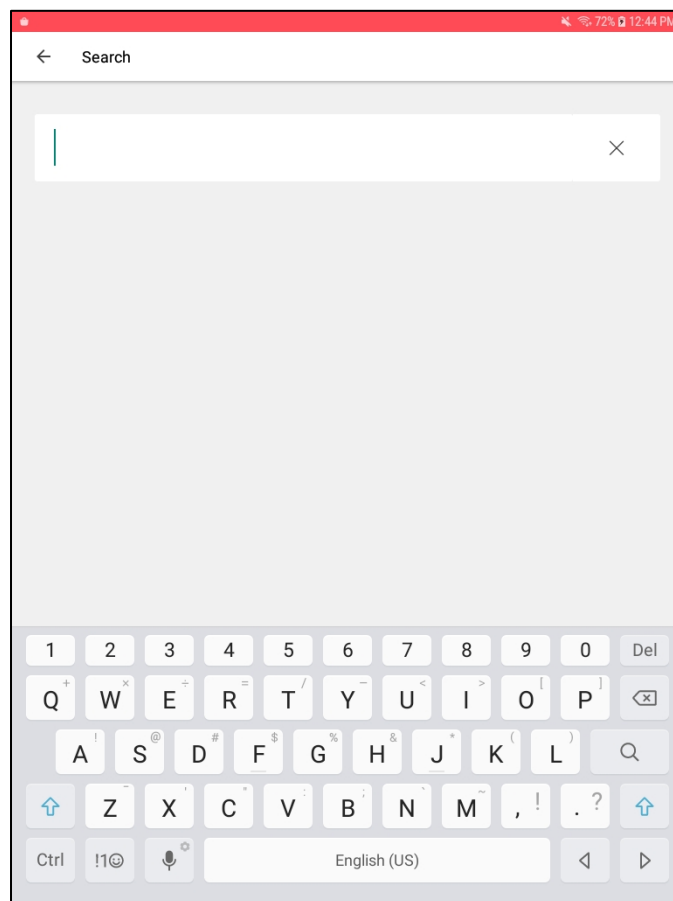 72% 12:44 PM
Search
1 2 3 4 5 6 7 8 9 0 Del
Q + W × E ÷ R = T / Y _ U < I > O [ P ]
A ! S @ D # F $ G % H & J * K ( L )
Z - X ' C " V : B ; N ` M ~ , ! . ?
Ctrl !1☺ English (US)